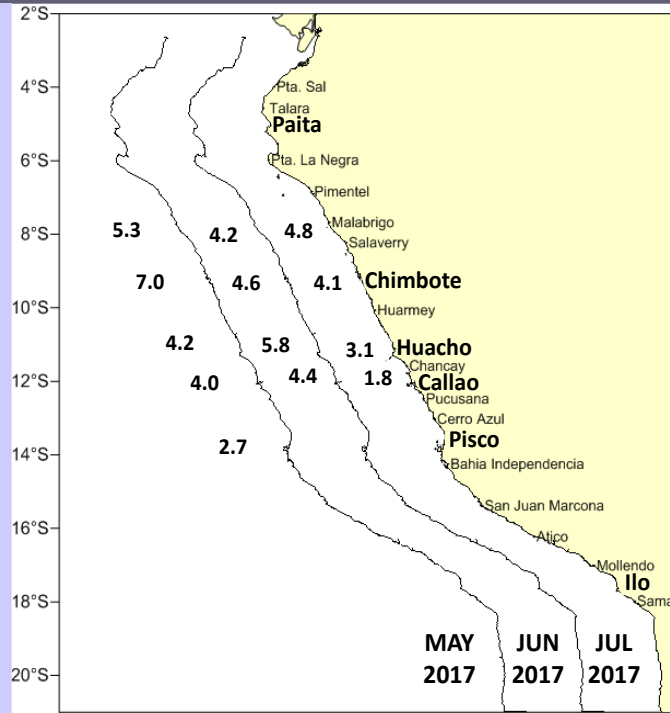 2°S
4°S
Pta. Sal
Talara
Paita
6°S
Pta. La Negra
Pimentel
Malabrigo
5.3 4.2 4.8
8°S
Salaverry
7.0 4.6 4.1 Chimbote
10°S
Huarmey
4.2 5.8 3.1 Huacho
Chancay
12°S
4.0 4.4 1.8 Callao
Pucusana
Cerro Azul
2.7 Pisco
14°S
Bahia Independencia
San Juan Marcona
16°S
Atico
Mollendo
Ilo
18°S
Sama
MAY JUN JUL
2017 2017 2017
20°S